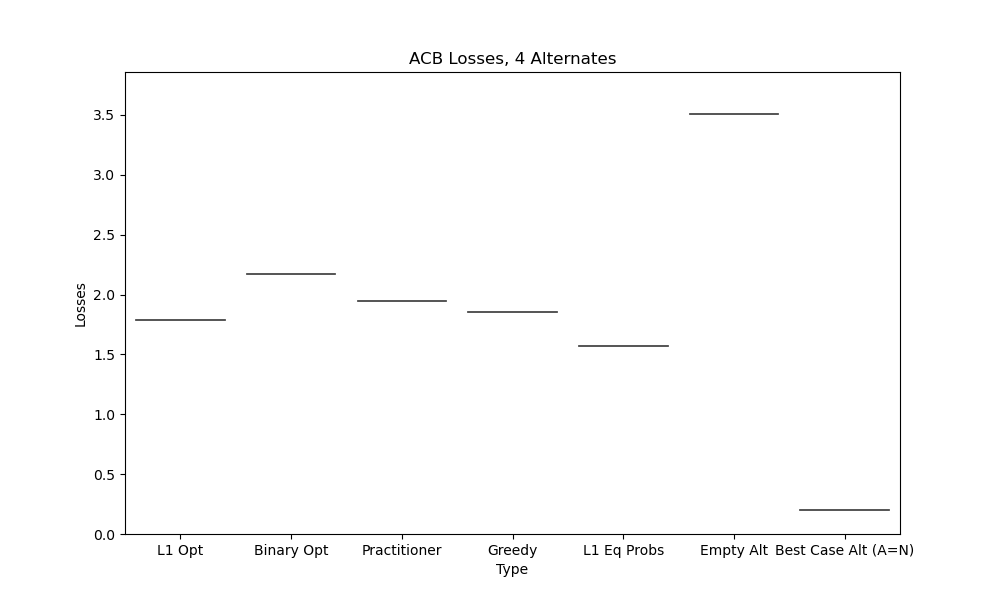 ACB Losses, 4 Alternates
Losses
3.5
3.0
2.5
2.0
1.5
1.0
0.5
0.0
L1 Opt
Binary Opt
Practitioner
Greedy
L1 Eq Probs
Empty Alt
Best Case Alt (A=N)
Type